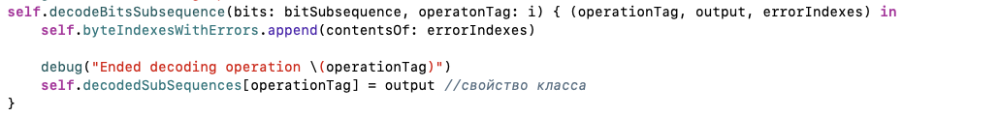 self.decodeBitsSubsequence(bits: bitSubsequence, operatonTag: i) { (operationTag, output, errorIndexes) in
self.byteIndexesWithErrors.append(contentsOf: errorIndexes)
debug("Ended decoding operation \(operationTag)")
self.decodedSubSequences[operationTag] = output //свойство класса
}